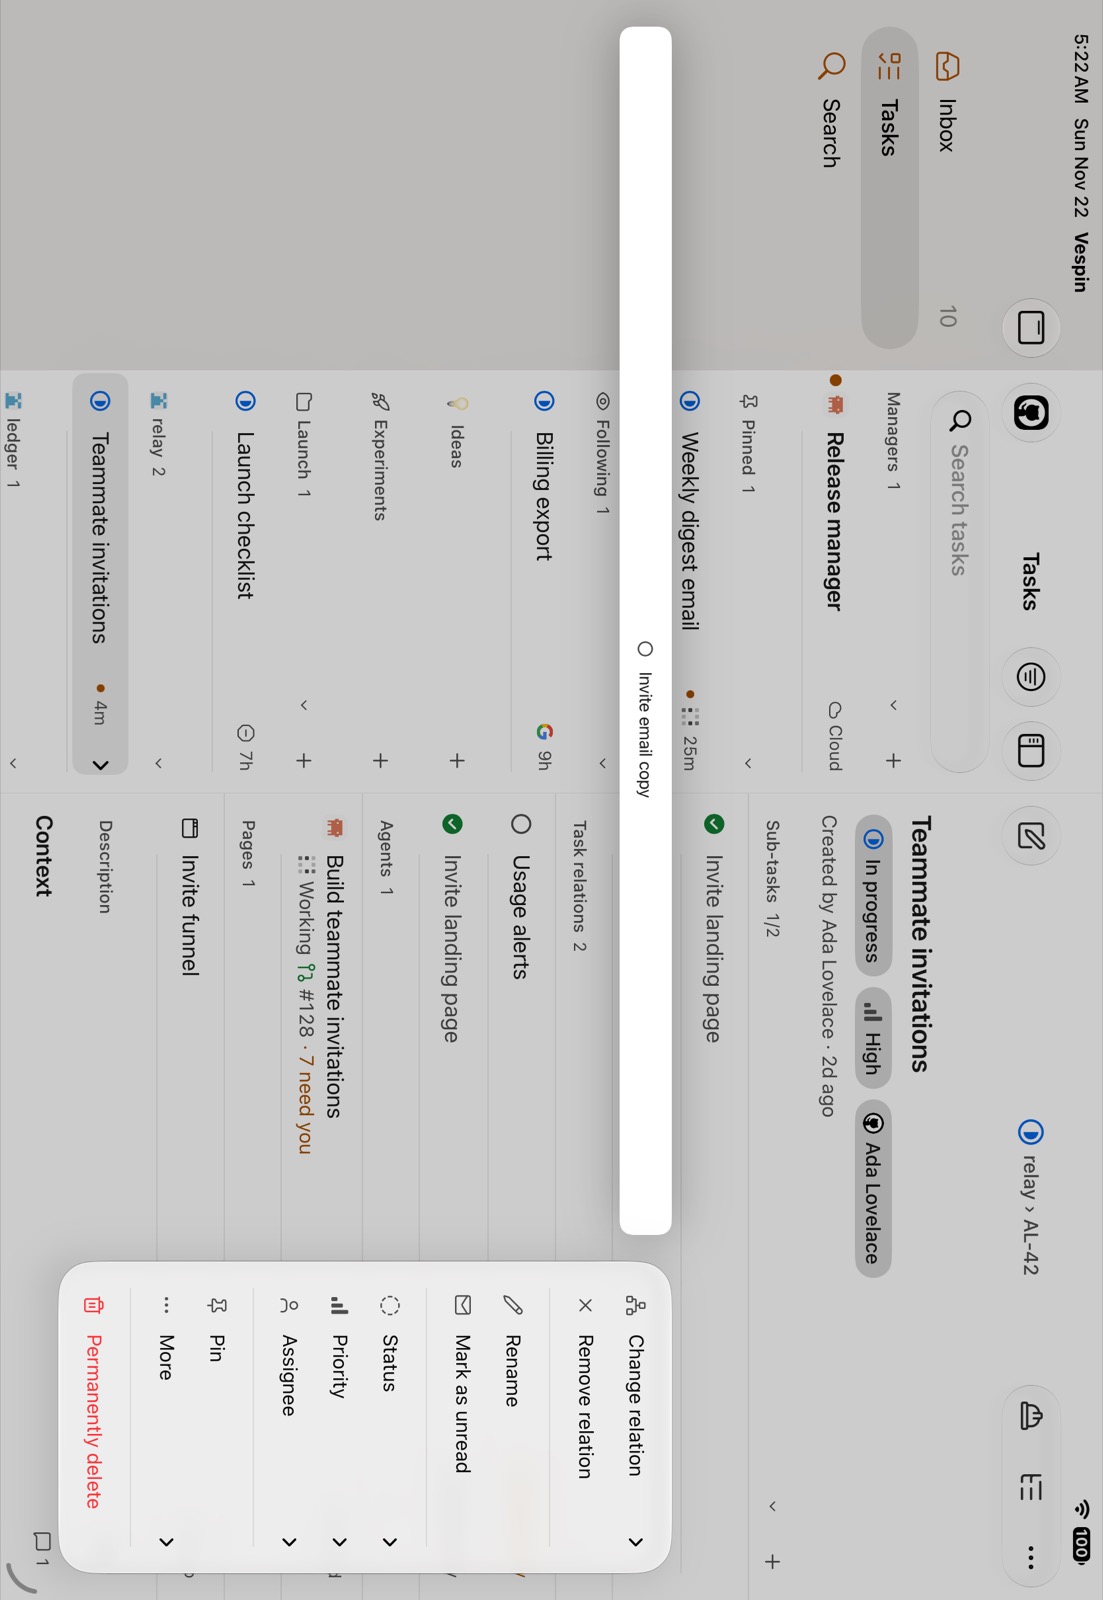 5:22 AM Sun Nov 22 Vespin
100
Inbox 10
Tasks
Search
Tasks
Search tasks
Managers 1
Release manager Cloud
Pinned 1
Weekly digest email 25m
Following 1
Billing export 9h
Ideas
Experiments
Launch 1
Launch checklist 7h
relay 2
Teammate invitations 4m
ledger 1
relay › AL-42
Teammate invitations
In progress High Ada Lovelace
Created by Ada Lovelace · 2d ago
Sub-tasks 1/2
Invite landing page
Invite email copy
Task relations 2
Usage alerts
Invite landing page
Agents 1
Build teammate invitations
Working #128 · 7 need you
Pages 1
Invite funnel
Description
Context
1
Change relation
Remove relation
Rename
Mark as unread
Status
Priority
Assignee
Pin
More
Permanently delete